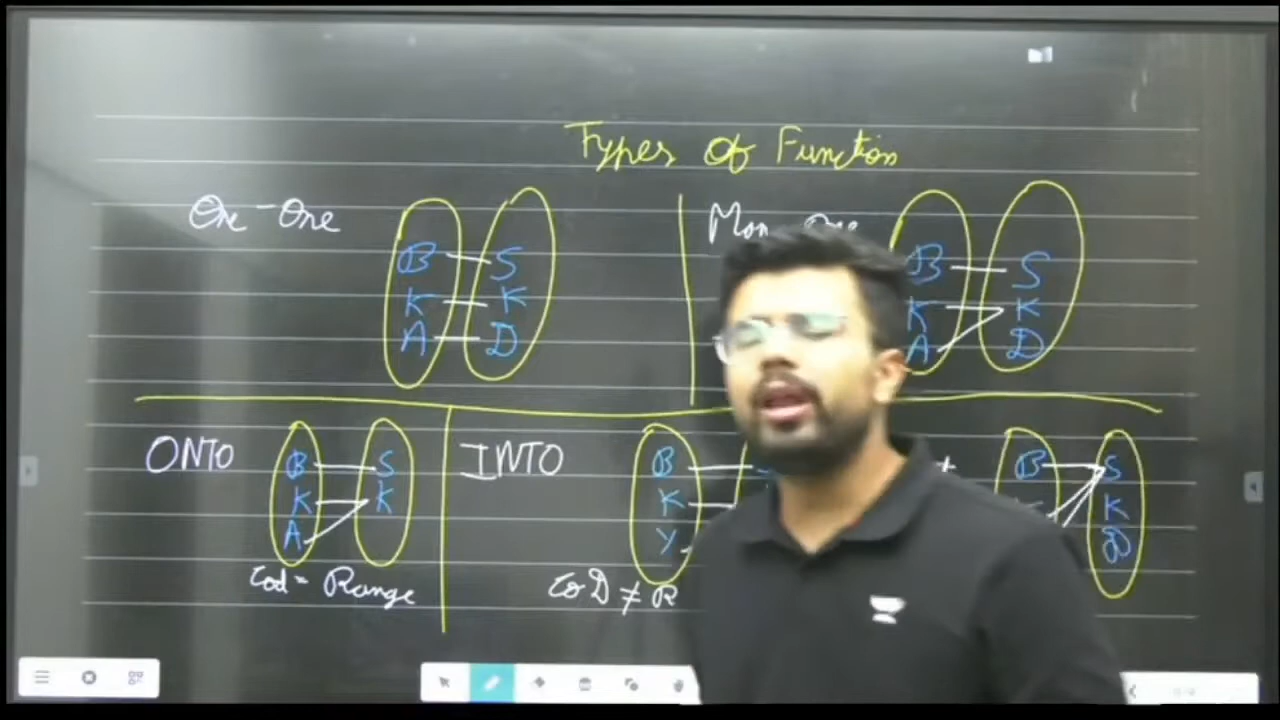 Types Of Function
One-One
B S
K K
A D
B S
K K
A D
ONTO
B S
K K
A
Cod = Range
INTO
B
K
Y
CoD ≠ R
B S
K
D